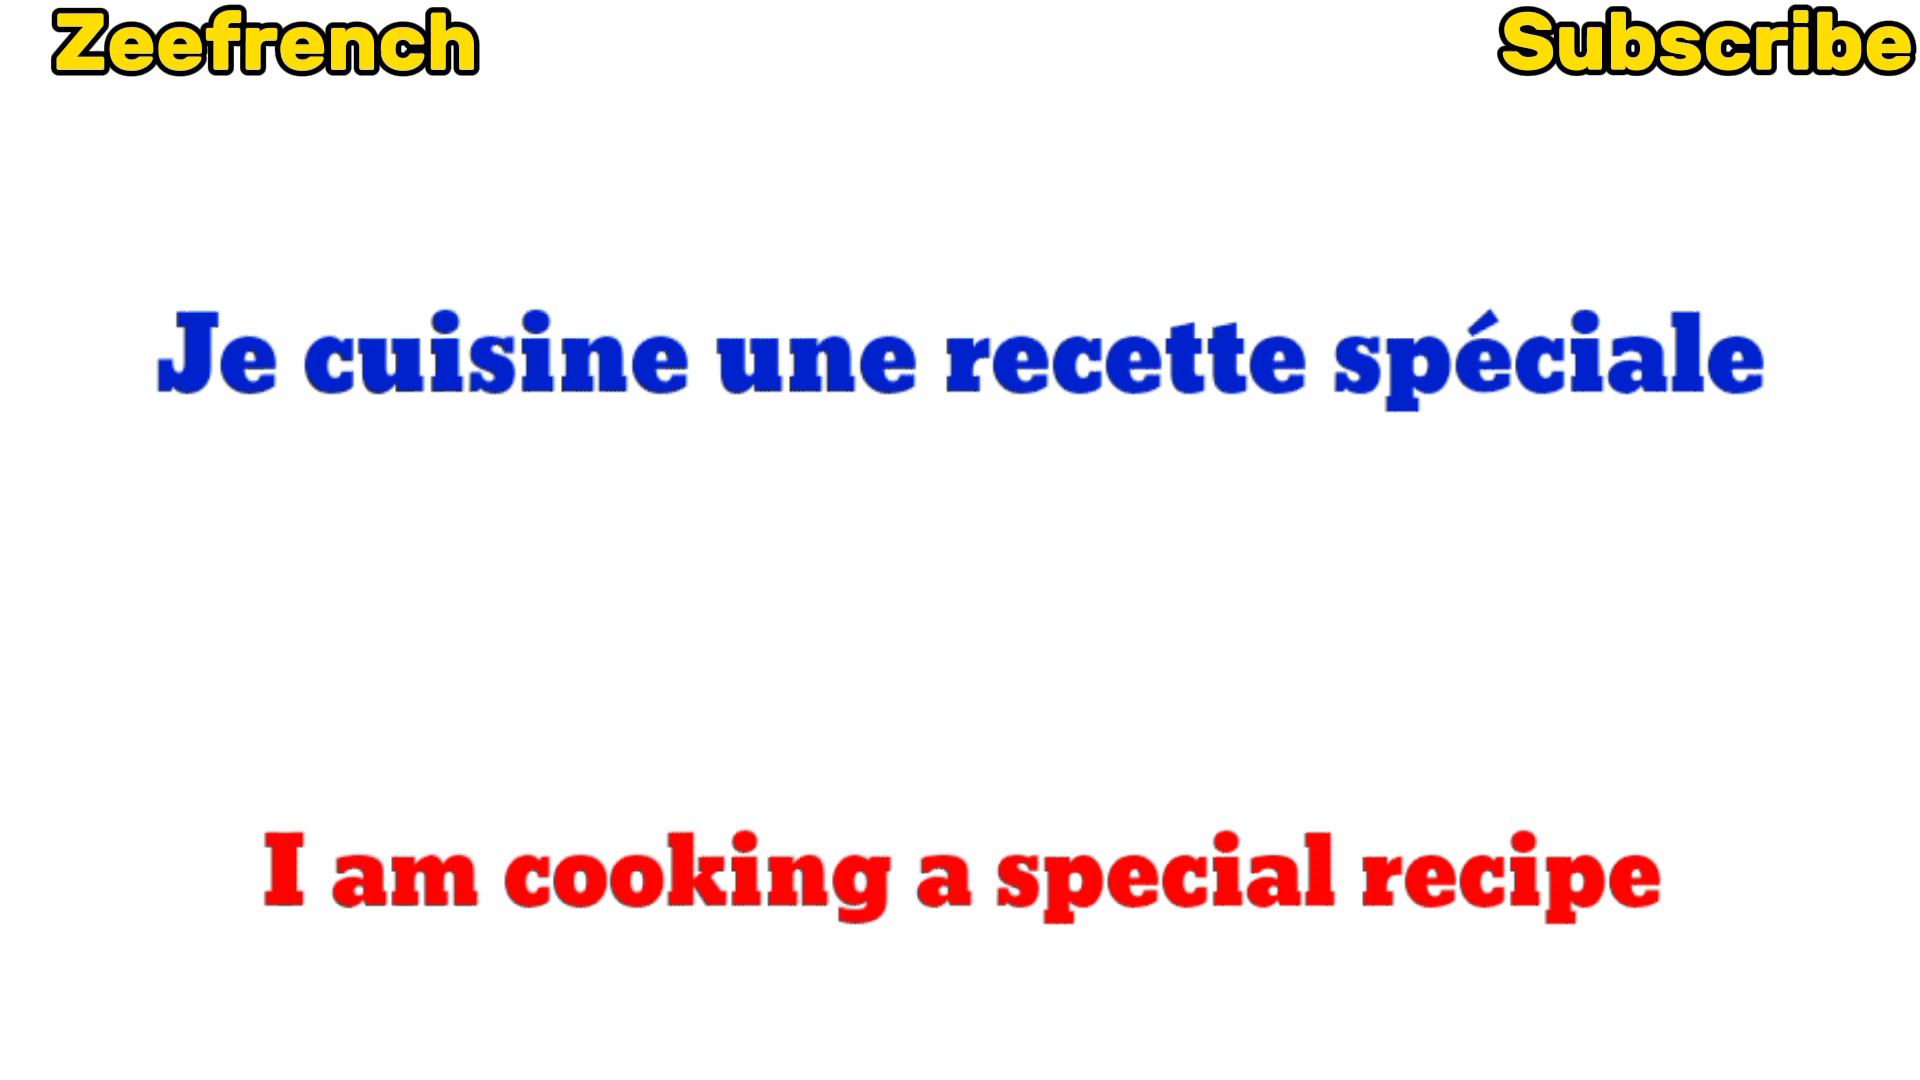 Zeefrench
Subscribe
Je cuisine une recette spéciale
I am cooking a special recipe